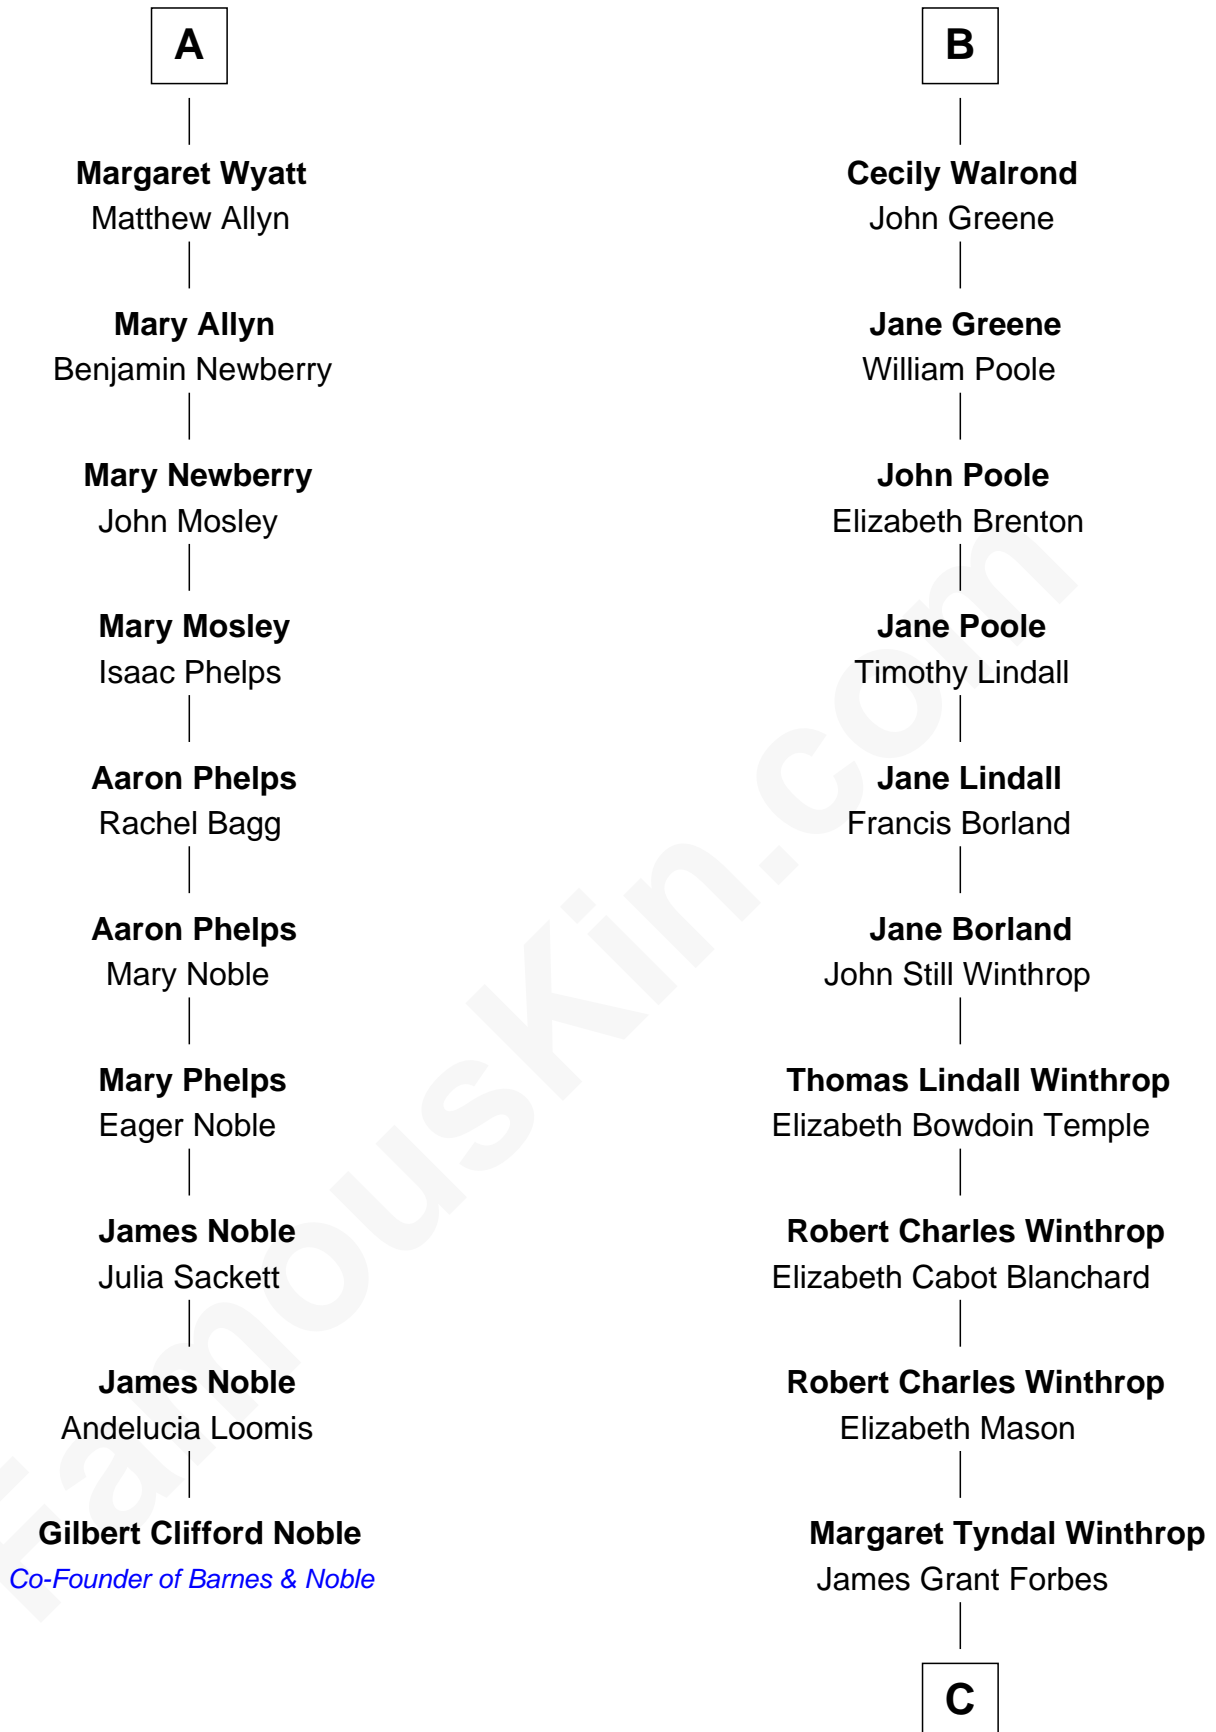 A
Margaret Wyatt
Matthew Allyn
Mary Allyn
Benjamin Newberry
Mary Newberry
John Mosley
Mary Mosley
Isaac Phelps
Aaron Phelps
Rachel Bagg
Aaron Phelps
Mary Noble
Mary Phelps
Eager Noble
James Noble
Julia Sackett
James Noble
Andelucia Loomis
Gilbert Clifford Noble
Co-Founder of Barnes & Noble
B
Cecily Walrond
John Greene
Jane Greene
William Poole
John Poole
Elizabeth Brenton
Jane Poole
Timothy Lindall
Jane Lindall
Francis Borland
Jane Borland
John Still Winthrop
Thomas Lindall Winthrop
Elizabeth Bowdoin Temple
Robert Charles Winthrop
Elizabeth Cabot Blanchard
Robert Charles Winthrop
Elizabeth Mason
Margaret Tyndal Winthrop
James Grant Forbes
C
FamousKin.com